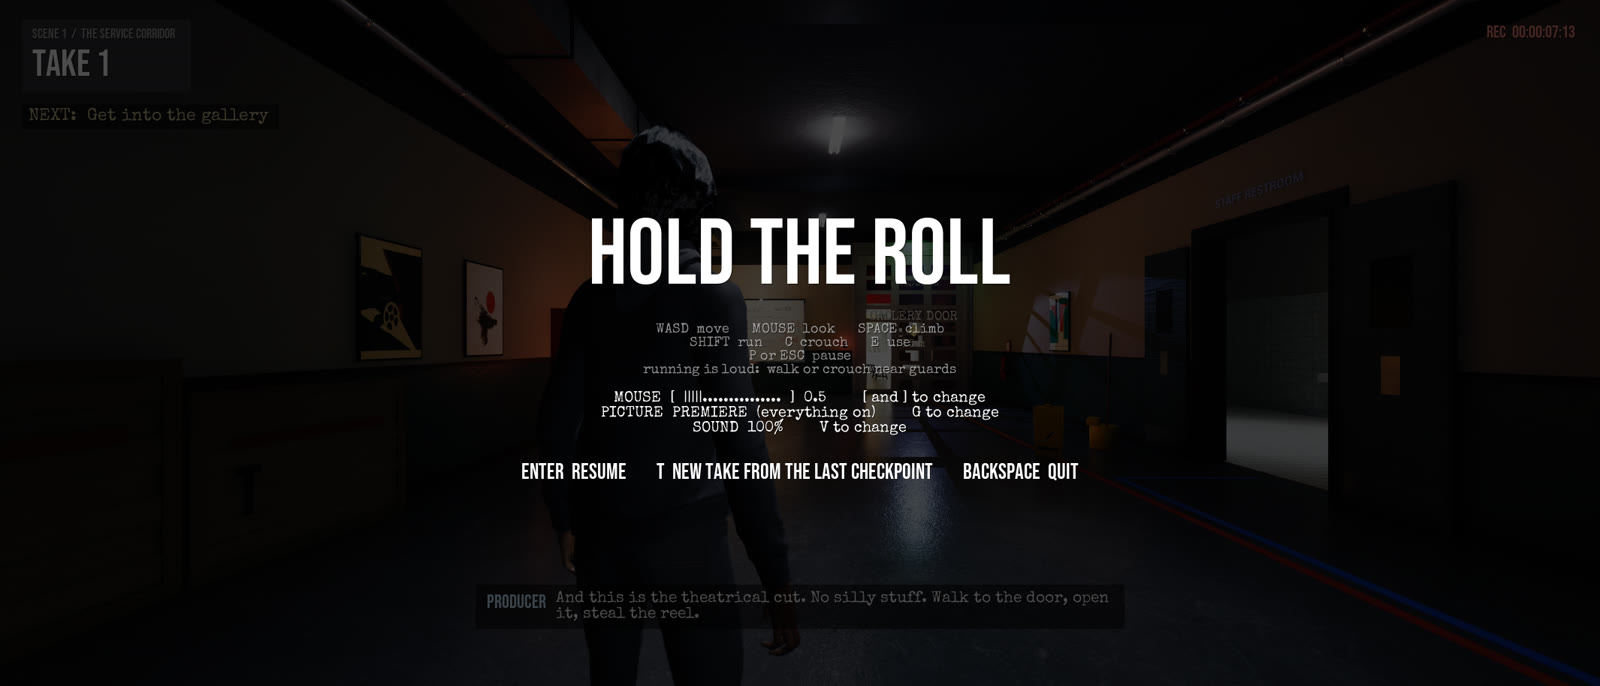 SCENE 1 / THE SERVICE CORRIDOR
TAKE 1
REC 00:00:07:13
NEXT: Get into the gallery
STAFF RESTROOM
HOLD THE ROLL
GALLERY DOOR
WASD move MOUSE look SPACE climb
SHIFT run C crouch E use
P or ESC pause
running is loud: walk or crouch near guards
MOUSE [ |||||............... ] 0.5 [ and ] to change
PICTURE PREMIERE (everything on) G to change
SOUND 100% V to change
ENTER RESUME T NEW TAKE FROM THE LAST CHECKPOINT BACKSPACE QUIT
PRODUCER And this is the theatrical cut. No silly stuff. Walk to the door, open
it, steal the reel.